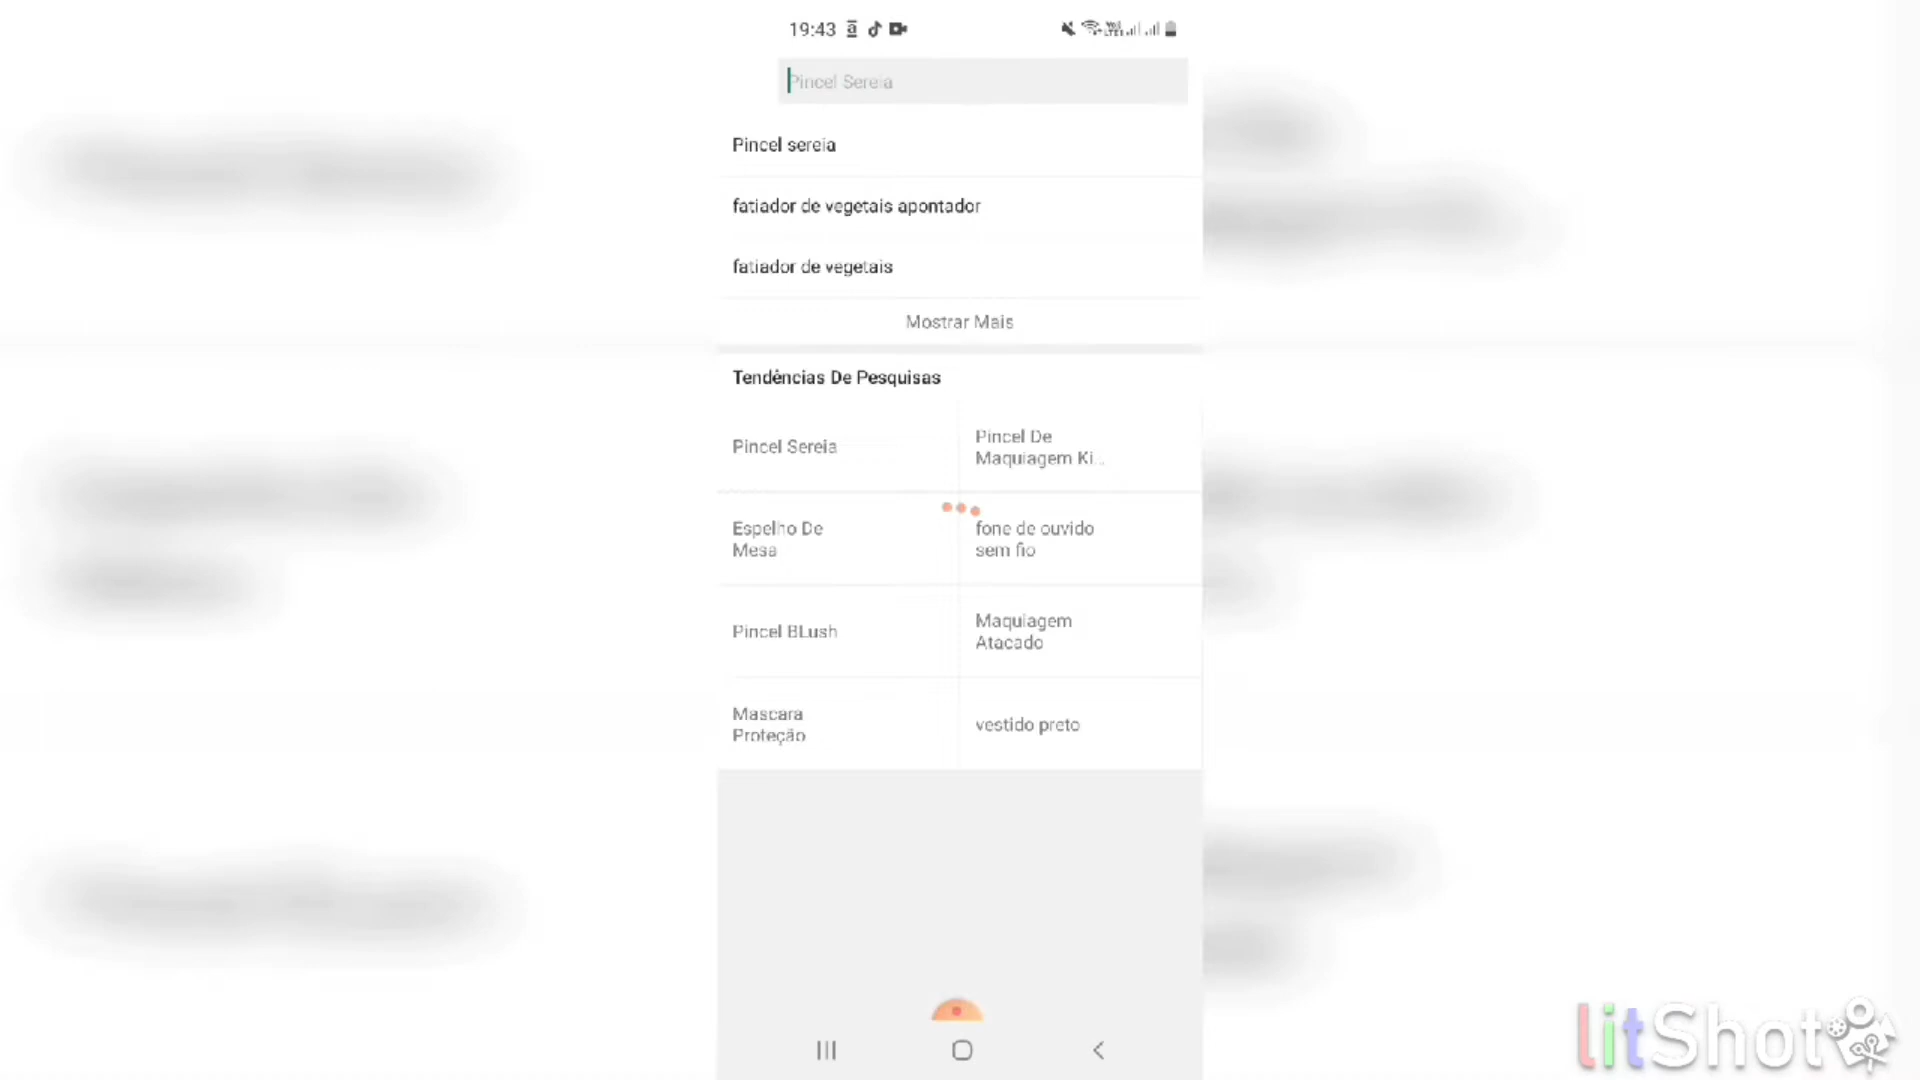 19:43
Pincel Sereia
Pincel sereia
fatiador de vegetais apontador
fatiador de vegetais
Mostrar Mais
Tendências De Pesquisas
Pincel Sereia
Pincel De
Maquiagem Ki...
Espelho De
Mesa
fone de ouvido
sem fio
Pincel BLush
Maquiagem
Atacado
Mascara
Proteção
vestido preto
litShot